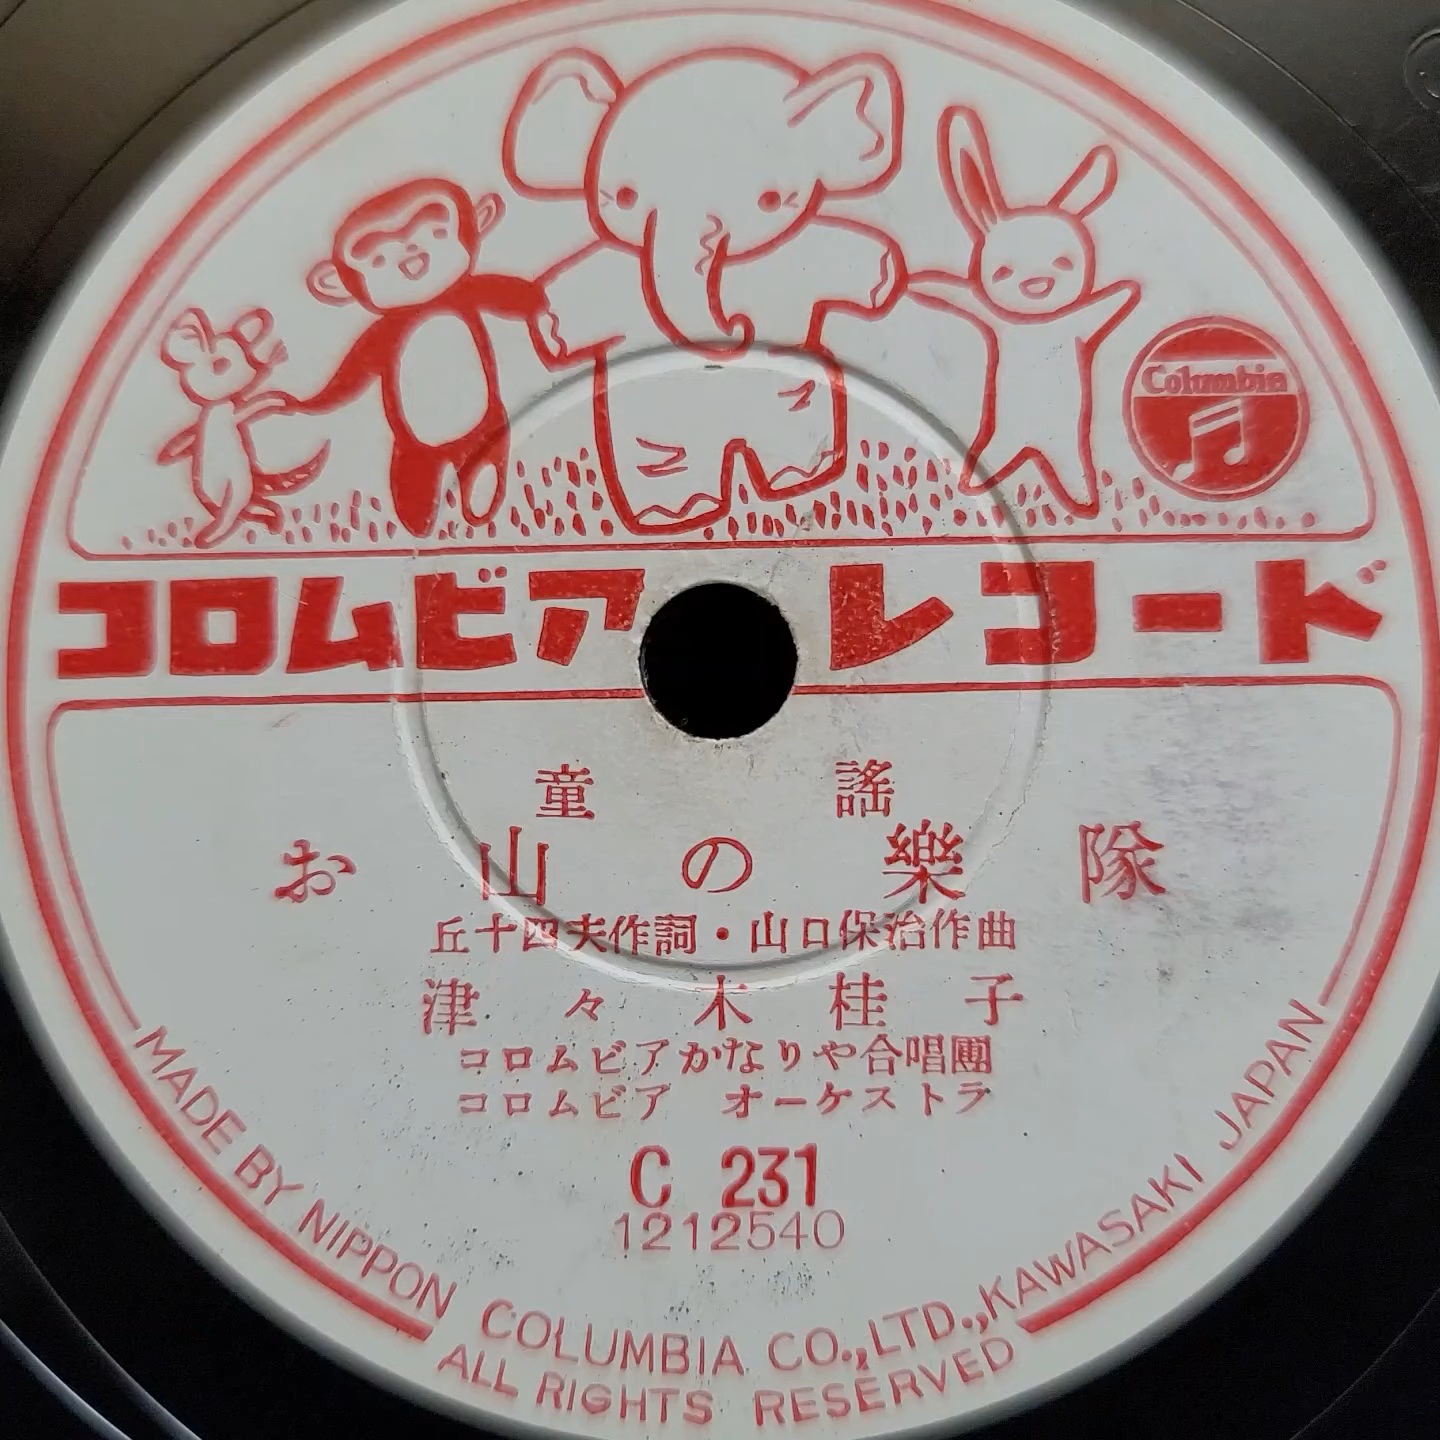 Columbia
コロムビア レコード
童謠
お山の樂隊
丘十四夫作詞・山口保治作曲
津々木桂子
コロムビアかなりや合唱團
コロムビア オーケストラ
C 231
1212540
MADE BY NIPPON COLUMBIA CO.,LTD.,KAWASAKI JAPAN
ALL RIGHTS RESERVED